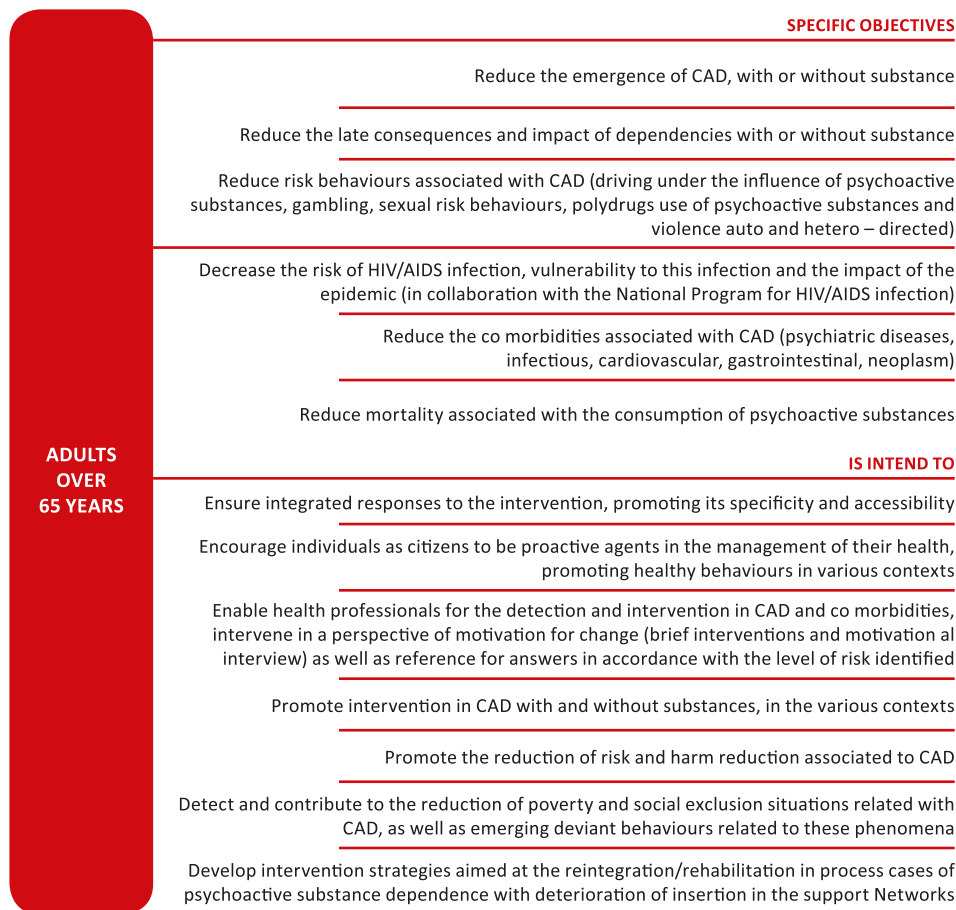 ADULTS
OVER
65 YEARS
SPECIFIC OBJECTIVES
Reduce the emergence of CAD, with or without substance
Reduce the late consequences and impact of dependencies with or without substance
Reduce risk behaviours associated with CAD (driving under the influence of psychoactive
substances, gambling, sexual risk behaviours, polydrugs use of psychoactive substances and
violence auto and hetero – directed)
Decrease the risk of HIV/AIDS infection, vulnerability to this infection and the impact of the
epidemic (in collaboration with the National Program for HIV/AIDS infection)
Reduce the co morbidities associated with CAD (psychiatric diseases,
infectious, cardiovascular, gastrointestinal, neoplasm)
Reduce mortality associated with the consumption of psychoactive substances
IS INTEND TO
Ensure integrated responses to the intervention, promoting its specificity and accessibility
Encourage individuals as citizens to be proactive agents in the management of their health,
promoting healthy behaviours in various contexts
Enable health professionals for the detection and intervention in CAD and co morbidities,
intervene in a perspective of motivation for change (brief interventions and motivation al
interview) as well as reference for answers in accordance with the level of risk identified
Promote intervention in CAD with and without substances, in the various contexts
Promote the reduction of risk and harm reduction associated to CAD
Detect and contribute to the reduction of poverty and social exclusion situations related with
CAD, as well as emerging deviant behaviours related to these phenomena
Develop intervention strategies aimed at the reintegration/rehabilitation in process cases of
psychoactive substance dependence with deterioration of insertion in the support Networks